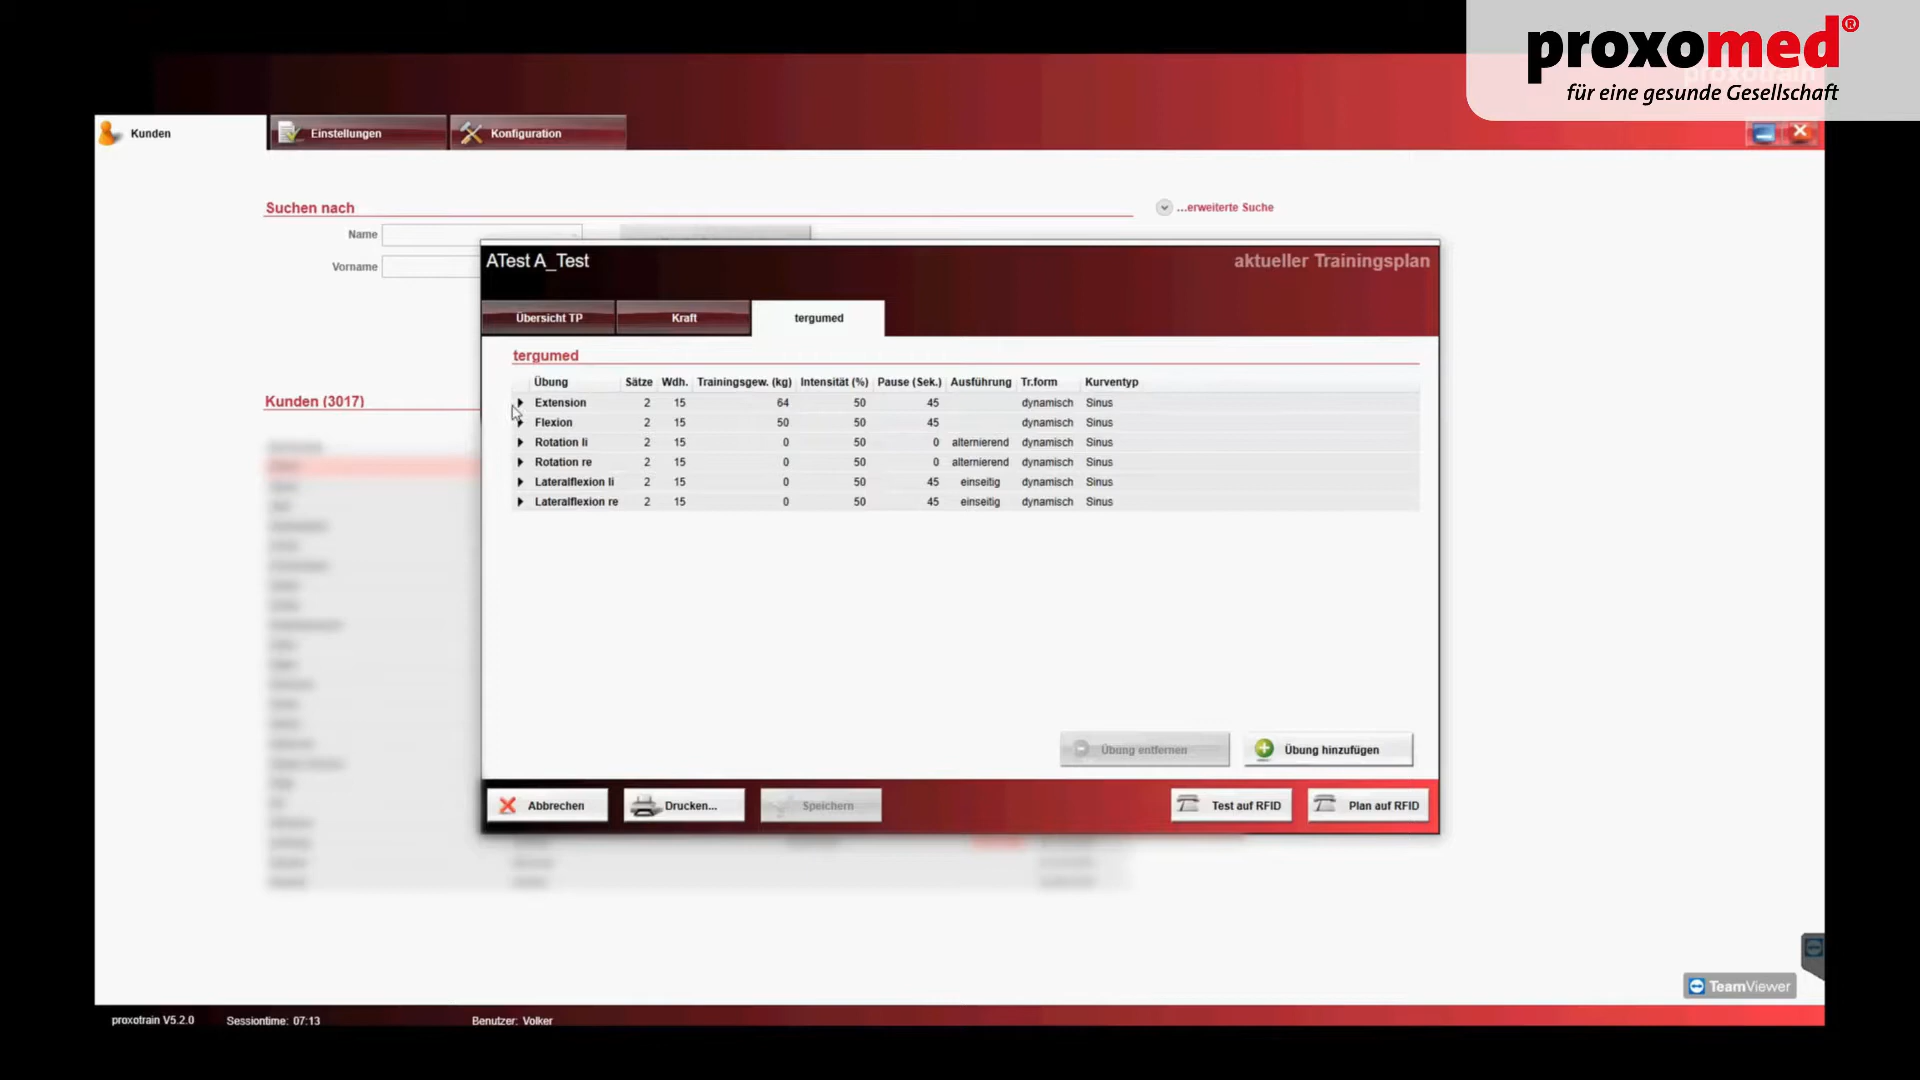 proxomed®
für eine gesunde Gesellschaft
Kunden
Einstellungen
Konfiguration
Suchen nach
...erweiterte Suche
Name
Vorname
Kunden (3017)
ATest A_Test
aktueller Trainingsplan
Übersicht TP
Kraft
tergumed
tergumed
Übung Sätze Wdh. Trainingsgew. (kg) Intensität (%) Pause (Sek.) Ausführung Tr.form Kurventyp
Extension 2 15 64 50 45 dynamisch Sinus
Flexion 2 15 50 50 45 dynamisch Sinus
Rotation li 2 15 0 50 0 alternierend dynamisch Sinus
Rotation re 2 15 0 50 0 alternierend dynamisch Sinus
Lateralflexion li 2 15 0 50 45 einseitig dynamisch Sinus
Lateralflexion re 2 15 0 50 45 einseitig dynamisch Sinus
Übung entfernen
Übung hinzufügen
Abbrechen
Drucken...
Speichern
Test auf RFID
Plan auf RFID
TeamViewer
proxotrain V5.2.0
Sessiontime: 07:13
Benutzer: Volker